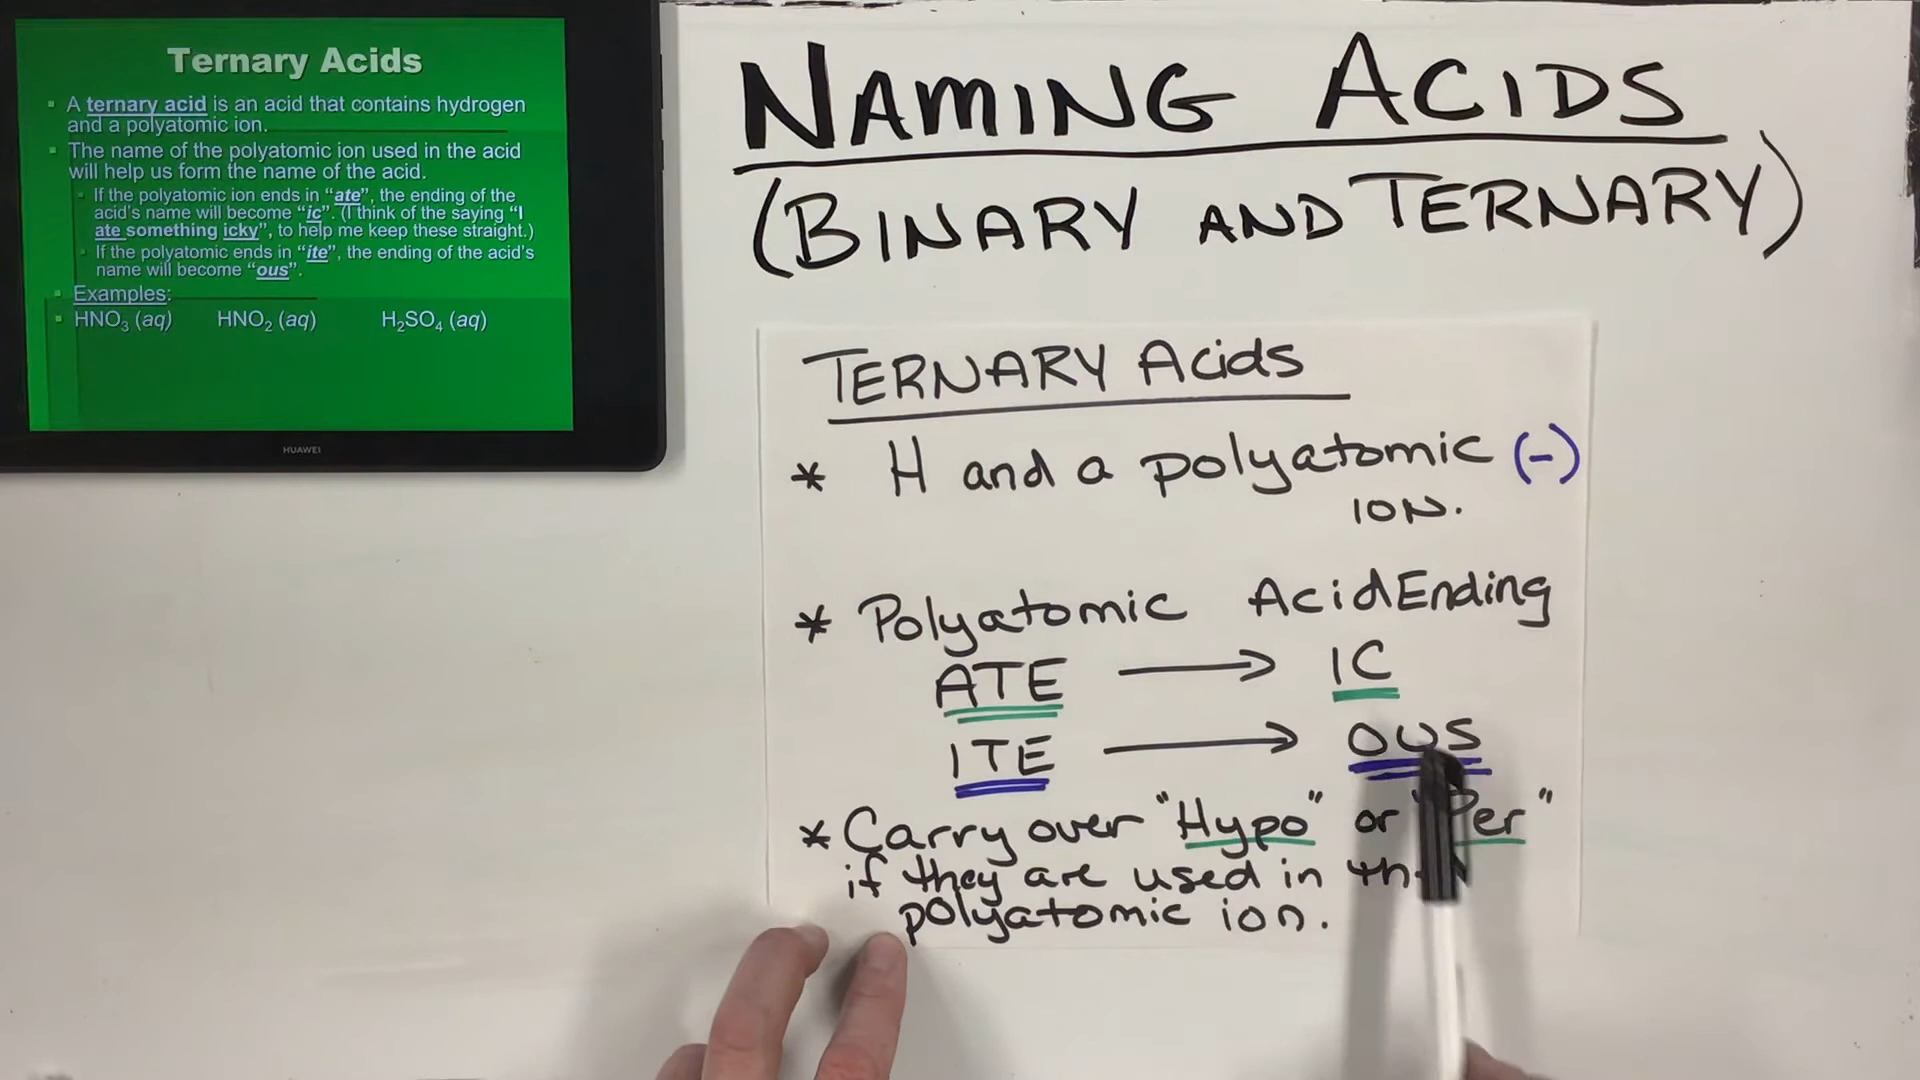 Ternary Acids
▪ A ternary acid is an acid that contains hydrogen
and a polyatomic ion.
▪ The name of the polyatomic ion used in the acid
will help us form the name of the acid.
▪ If the polyatomic ion ends in “ate”, the ending of the
acid’s name will become “ic”. (I think of the saying “I
ate something icky”, to help me keep these straight.)
▪ If the polyatomic ends in “ite”, the ending of the acid’s
name will become “ous”.
▪ Examples:
▪ HNO3 (aq) HNO2 (aq) H2SO4 (aq)
HUAWEI
NAMING ACIDS
(BINARY AND TERNARY)
TERNARY Acids
* H and a polyatomic (-)
ION.
* Polyatomic Acid Ending
ATE → IC
ITE → OUS
* Carry over "Hypo" or "Per"
if they are used in
polyatomic ion.